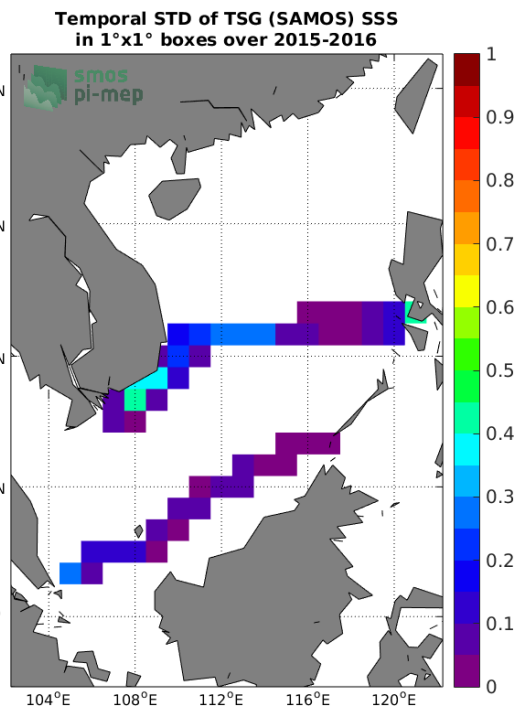 Temporal STD of TSG (SAMOS) SSS
in 1°x1° boxes over 2015-2016
smos
pi-mep
N
N
N
N
N
1
0.9
0.8
0.7
0.6
0.5
0.4
0.3
0.2
0.1
0
104°E
108°E
112°E
116°E
120°E